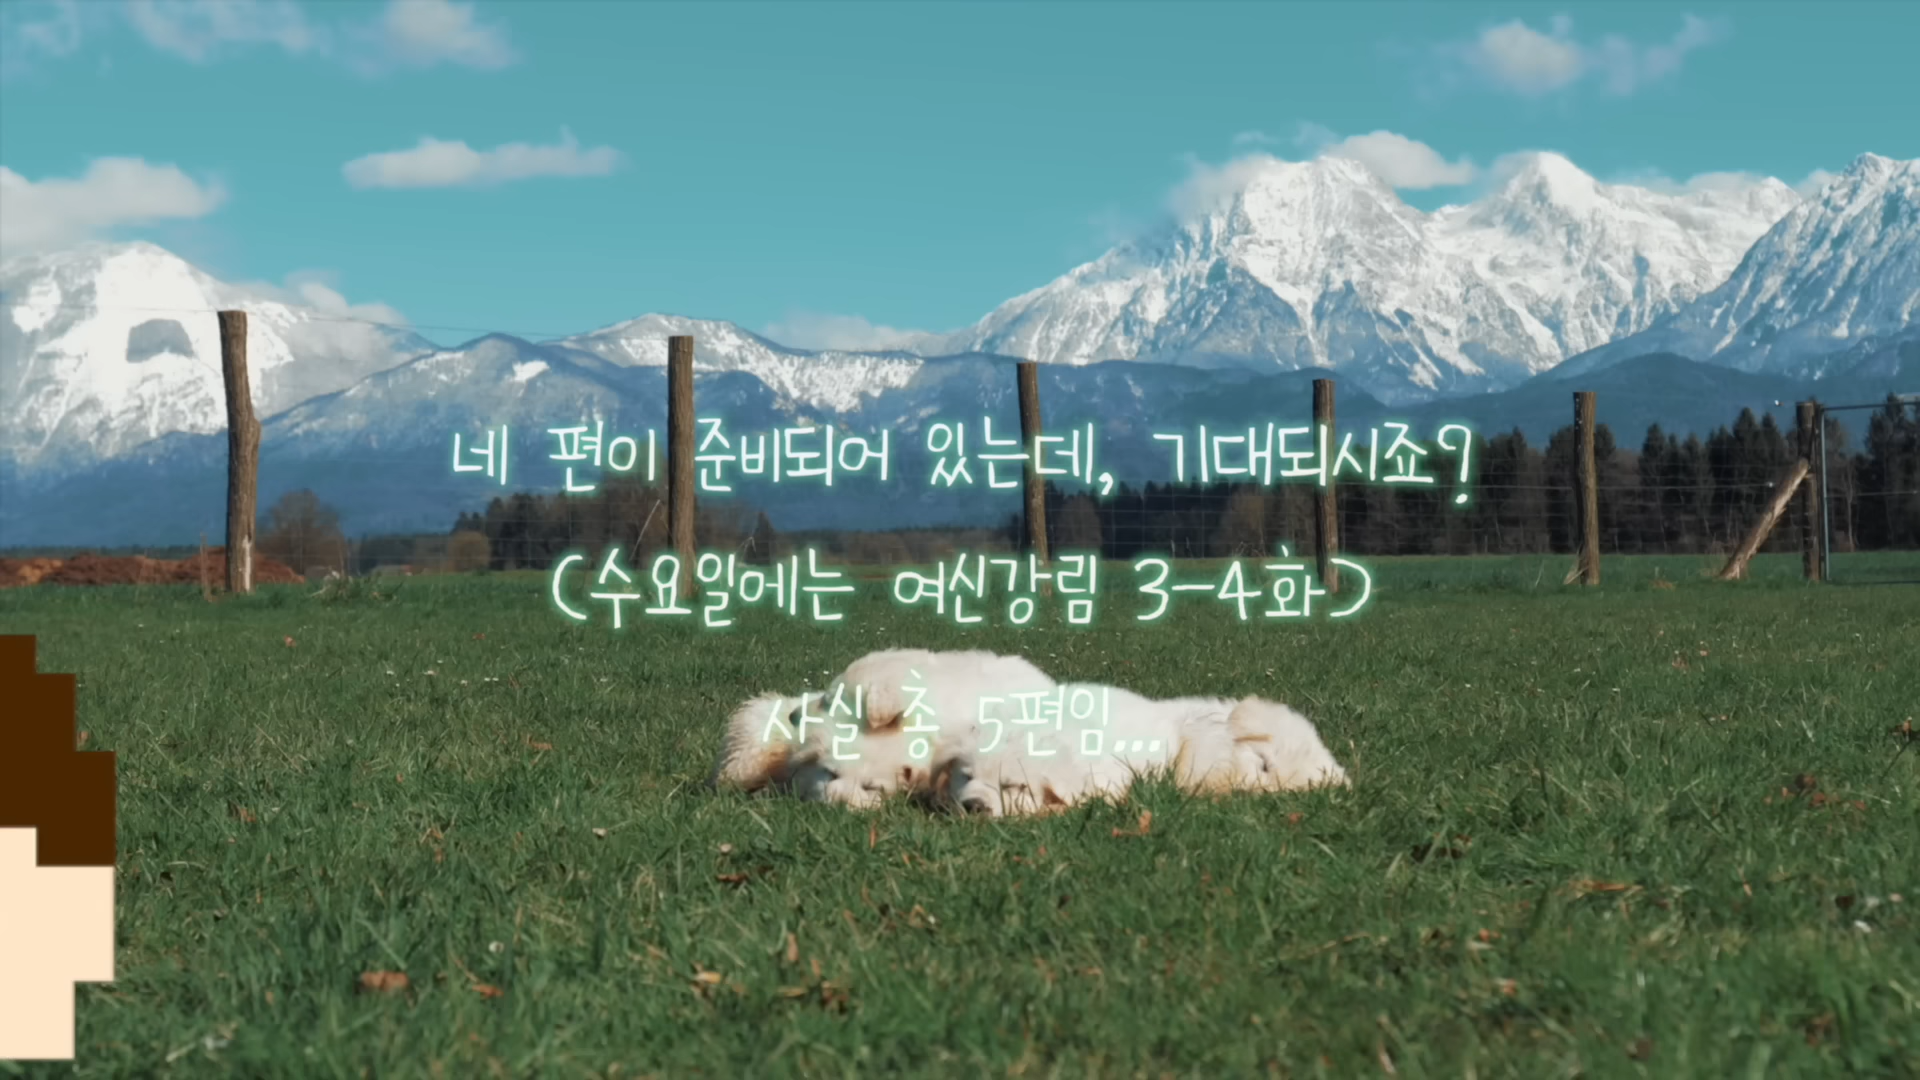 네 편이 준비되어 있는데, 기대되시죠?
(수요일에는 여신강림 3-4화)
사실 총 5편임...